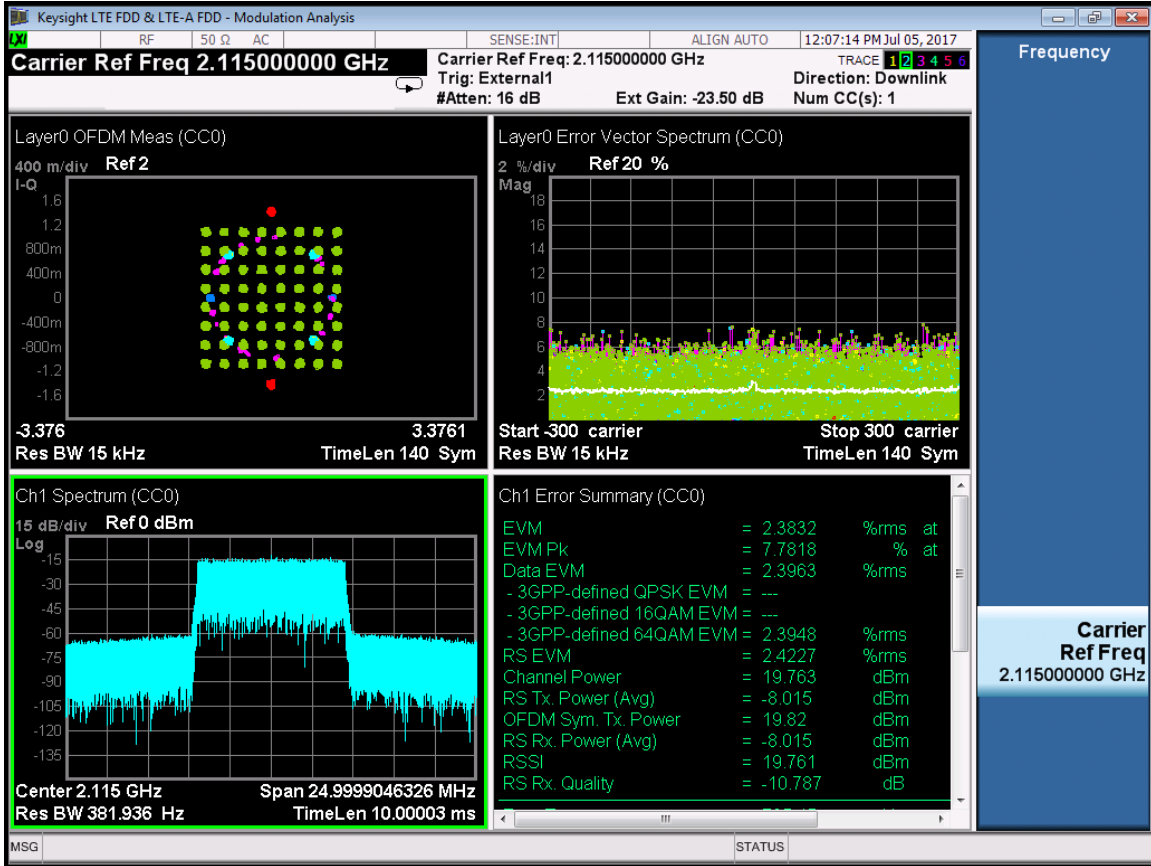 Keysight LTE FDD & LTE-A FDD - Modulation Analysis
LXI RF 50 Ω AC SENSE:INT ALIGN AUTO 12:07:14 PM Jul 05, 2017
Carrier Ref Freq 2.115000000 GHz
Carrier Ref Freq: 2.115000000 GHz
Trig: External1
#Atten: 16 dB Ext Gain: -23.50 dB
TRACE 1 2 3 4 5 6
Direction: Downlink
Num CC(s): 1
Layer0 OFDM Meas (CC0)
400 m/div Ref 2
I-Q
1.6
1.2
800m
400m
0
-400m
-800m
-1.2
-1.6
-3.376 3.3761
Res BW 15 kHz TimeLen 140 Sym
Layer0 Error Vector Spectrum (CC0)
2 %/div Ref 20 %
Mag
18
16
14
12
10
8
6
4
2
Start -300 carrier Stop 300 carrier
Res BW 15 kHz TimeLen 140 Sym
Ch1 Spectrum (CC0)
15 dB/div Ref 0 dBm
Log
-15
-30
-45
-60
-75
-90
-105
-120
-135
Center 2.115 GHz Span 24.9999046326 MHz
Res BW 381.936 Hz TimeLen 10.00003 ms
Ch1 Error Summary (CC0)
EVM = 2.3832 %rms at
EVM Pk = 7.7818 % at
Data EVM = 2.3963 %rms
- 3GPP-defined QPSK EVM = ---
- 3GPP-defined 16QAM EVM = ---
- 3GPP-defined 64QAM EVM = 2.3948 %rms
RS EVM = 2.4227 %rms
Channel Power = 19.763 dBm
RS Tx. Power (Avg) = -8.015 dBm
OFDM Sym. Tx. Power = 19.82 dBm
RS Rx. Power (Avg) = -8.015 dBm
RSSI = 19.761 dBm
RS Rx. Quality = -10.787 dB
Frequency
Carrier
Ref Freq
2.115000000 GHz
MSG STATUS